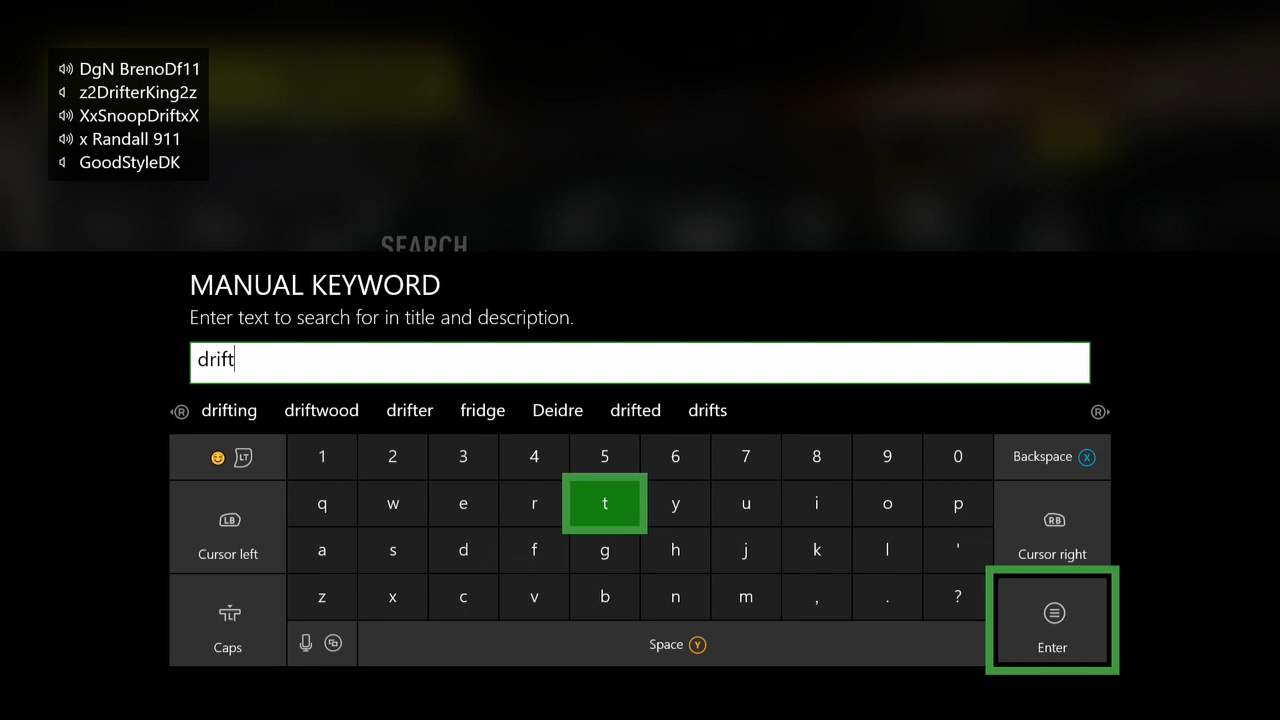 DgN BrenoDf11
z2DrifterKing2z
XxSnoopDriftxX
x Randall 911
GoodStyleDK
SEARCH
MANUAL KEYWORD
Enter text to search for in title and description.
drift
R drifting driftwood drifter fridge Deidre drifted drifts R
LT 1 2 3 4 5 6 7 8 9 0 Backspace X
q w e r t y u i o p
LB RB
Cursor left a s d f g h j k l ' Cursor right
z x c v b n m , . ?
Caps Space Y Enter